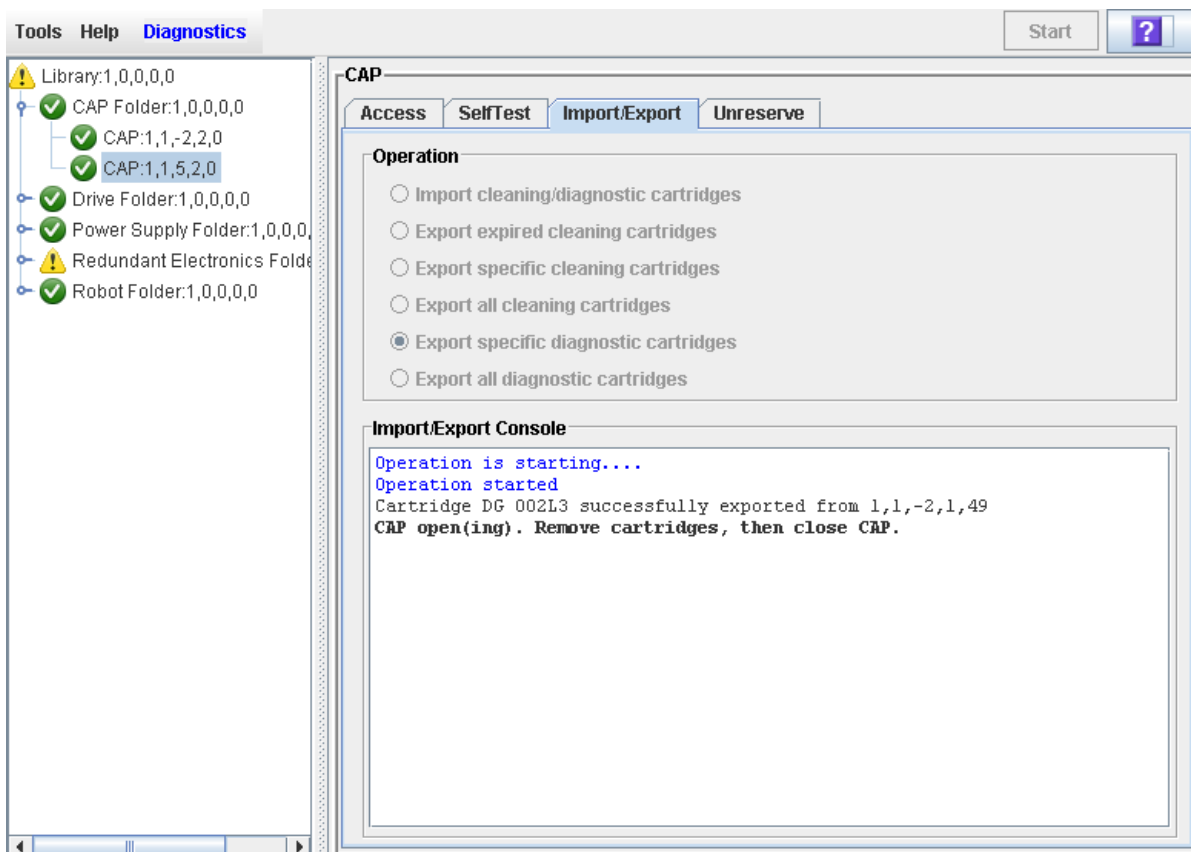 Tools Help Diagnostics
Start
?
Library:1,0,0,0,0
CAP Folder:1,0,0,0,0
CAP:1,1,-2,2,0
CAP:1,1,5,2,0
Drive Folder:1,0,0,0,0
Power Supply Folder:1,0,0,0,
Redundant Electronics Folde
Robot Folder:1,0,0,0,0
CAP
Access SelfTest Import/Export Unreserve
Operation
Import cleaning/diagnostic cartridges
Export expired cleaning cartridges
Export specific cleaning cartridges
Export all cleaning cartridges
Export specific diagnostic cartridges
Export all diagnostic cartridges
Import/Export Console
Operation is starting....
Operation started
Cartridge DG 002L3 successfully exported from 1,1,-2,1,49
CAP open(ing). Remove cartridges, then close CAP.